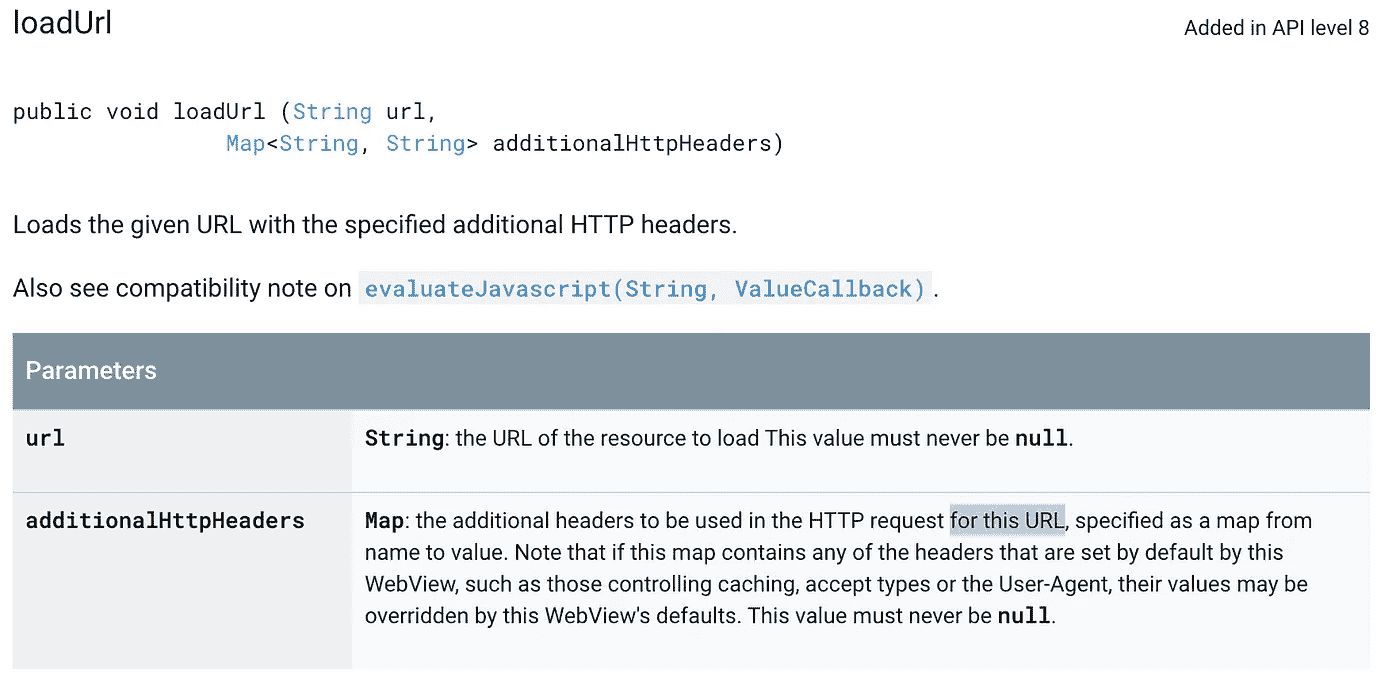 loadUrl
Added in API level 8
public void loadUrl (String url,
Map<String, String> additionalHttpHeaders)
Loads the given URL with the specified additional HTTP headers.
Also see compatibility note on evaluateJavascript(String, ValueCallback) .
Parameters
url
String: the URL of the resource to load This value must never be null.
additionalHttpHeaders
Map: the additional headers to be used in the HTTP request for this URL, specified as a map from
name to value. Note that if this map contains any of the headers that are set by default by this
WebView, such as those controlling caching, accept types or the User-Agent, their values may be
overridden by this WebView's defaults. This value must never be null.